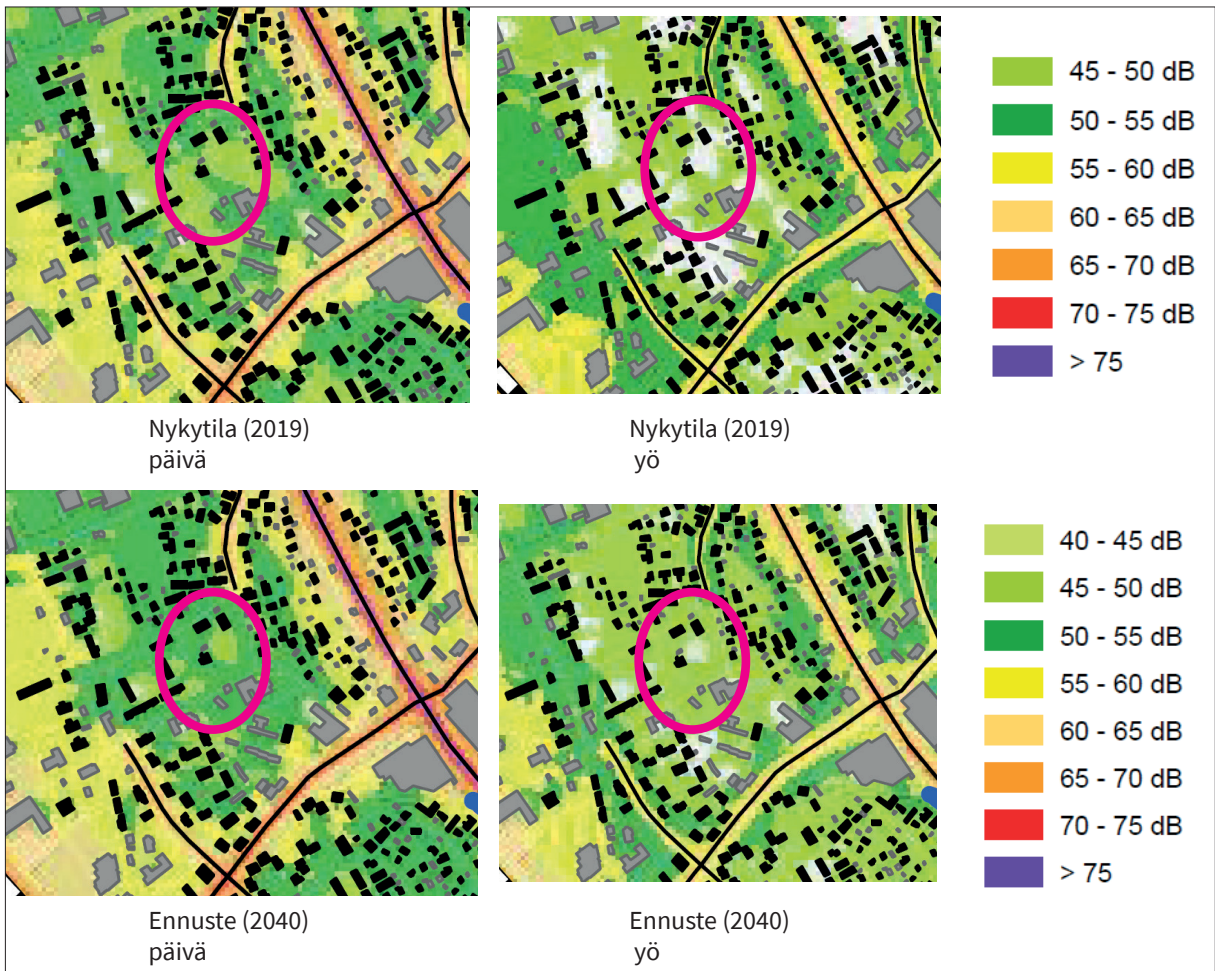 45 - 50 dB
50 - 55 dB
55 - 60 dB
60 - 65 dB
65 - 70 dB
70 - 75 dB
> 75
Nykytila (2019)
päivä
Nykytila (2019)
yö
40 - 45 dB
45 - 50 dB
50 - 55 dB
55 - 60 dB
60 - 65 dB
65 - 70 dB
70 - 75 dB
> 75
Ennuste (2040)
päivä
Ennuste (2040)
yö